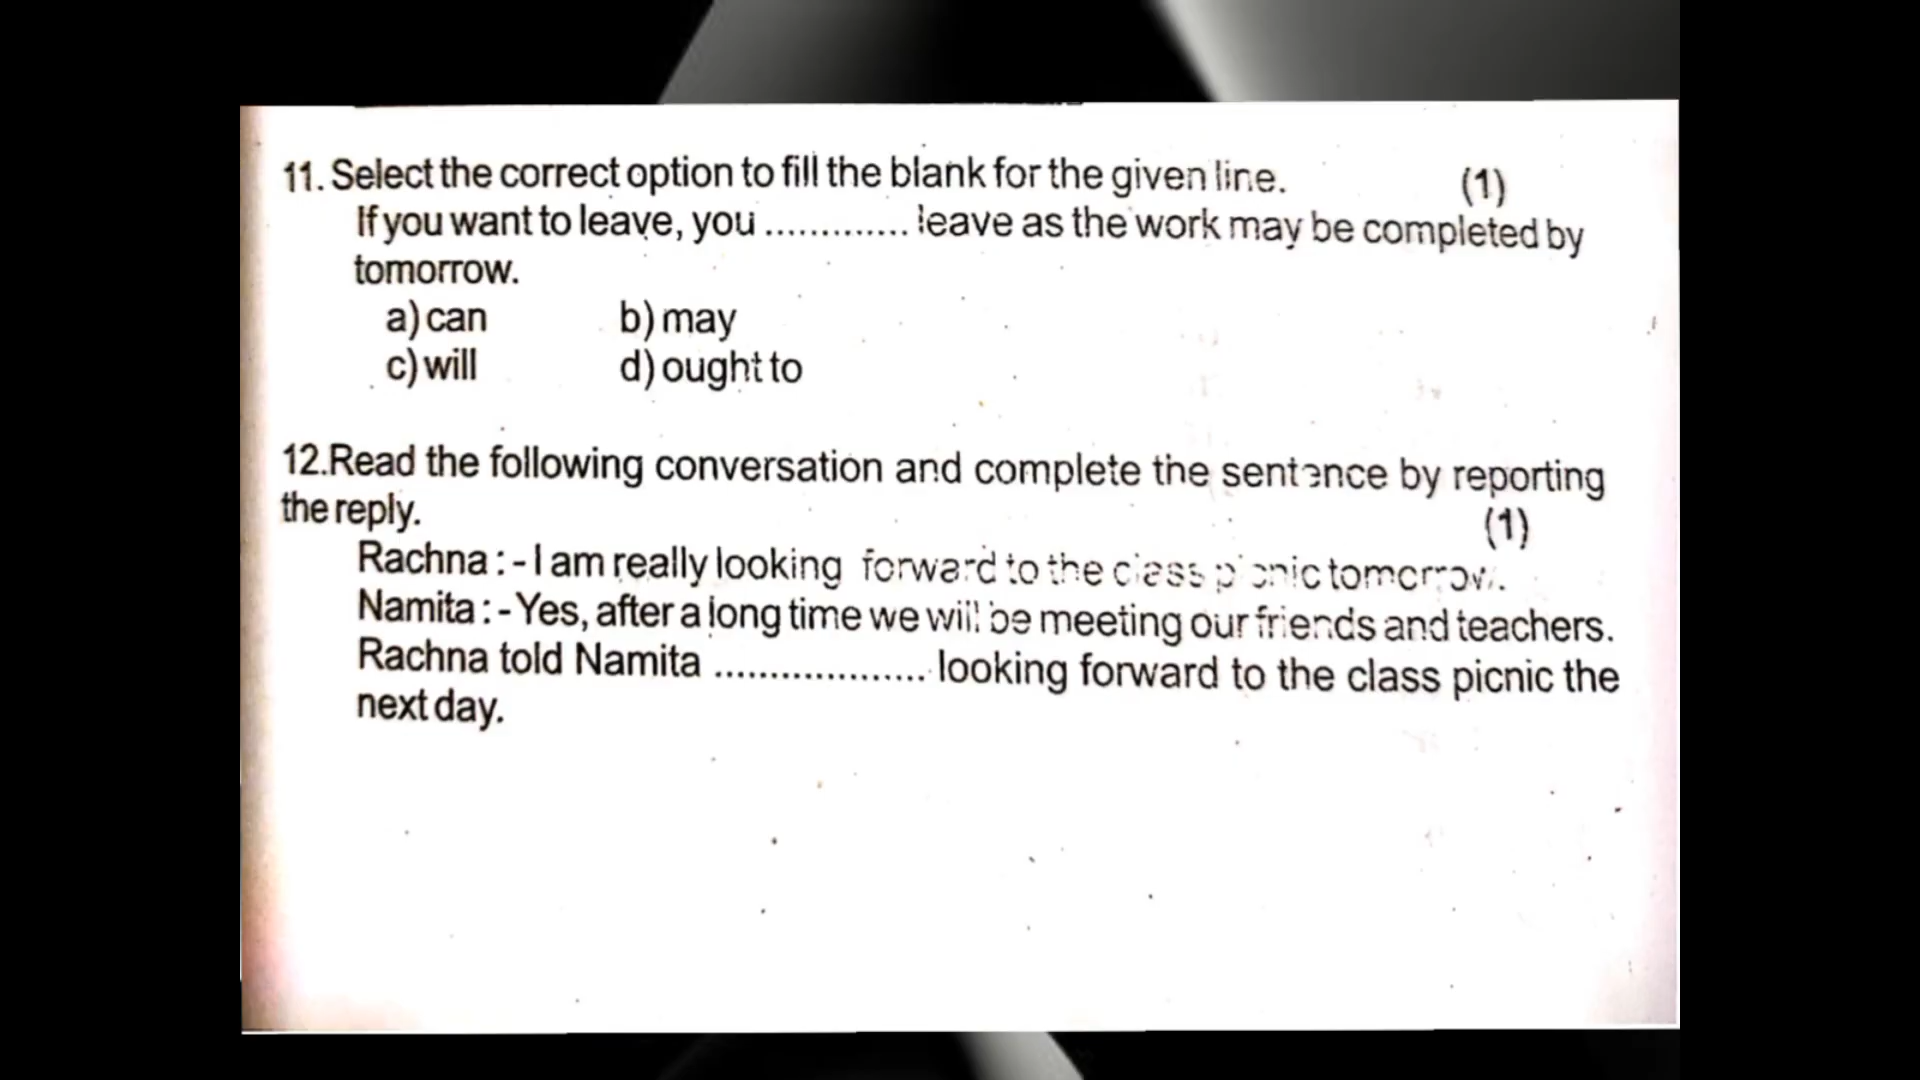 11. Select the correct option to fill the blank for the given line. (1)
If you want to leave, you ............. leave as the work may be completed by
tomorrow.
a) can b) may
c) will d) ought to
12.Read the following conversation and complete the sentence by reporting
the reply. (1)
Rachna : - I am really looking forward to the class picnic tomorrow.
Namita : - Yes, after a long time we will be meeting our friends and teachers.
Rachna told Namita ................... looking forward to the class picnic the
next day.